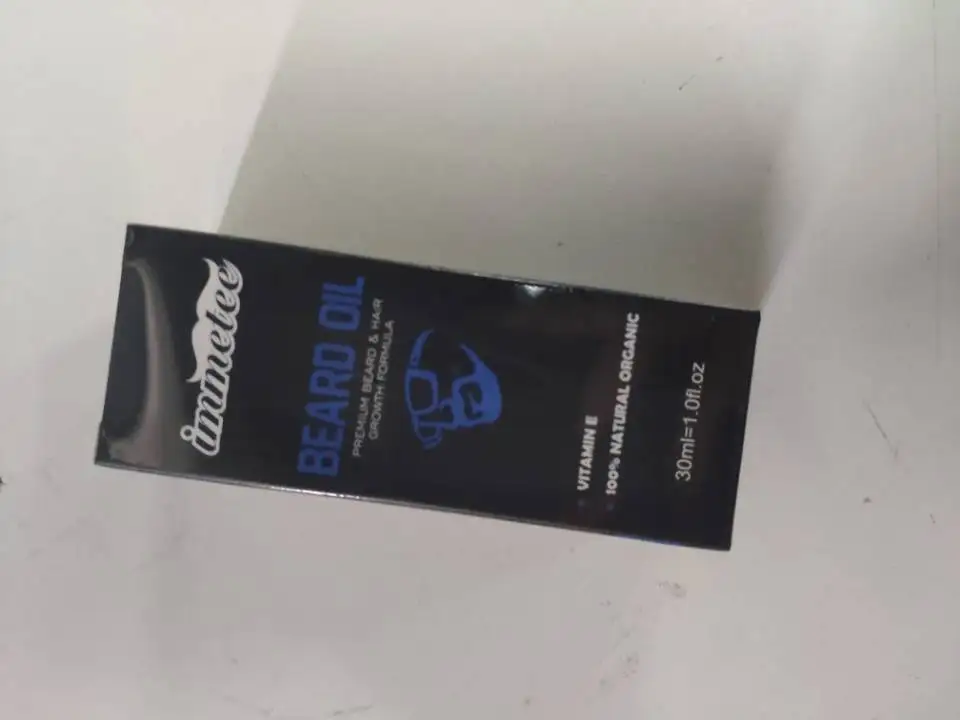 immetee
BEARD OIL
PREMIUM BEARD & HAIR
GROWTH FORMULA
VITAMIN E
100% NATURAL ORGANIC
30ml=1.0fl.oz